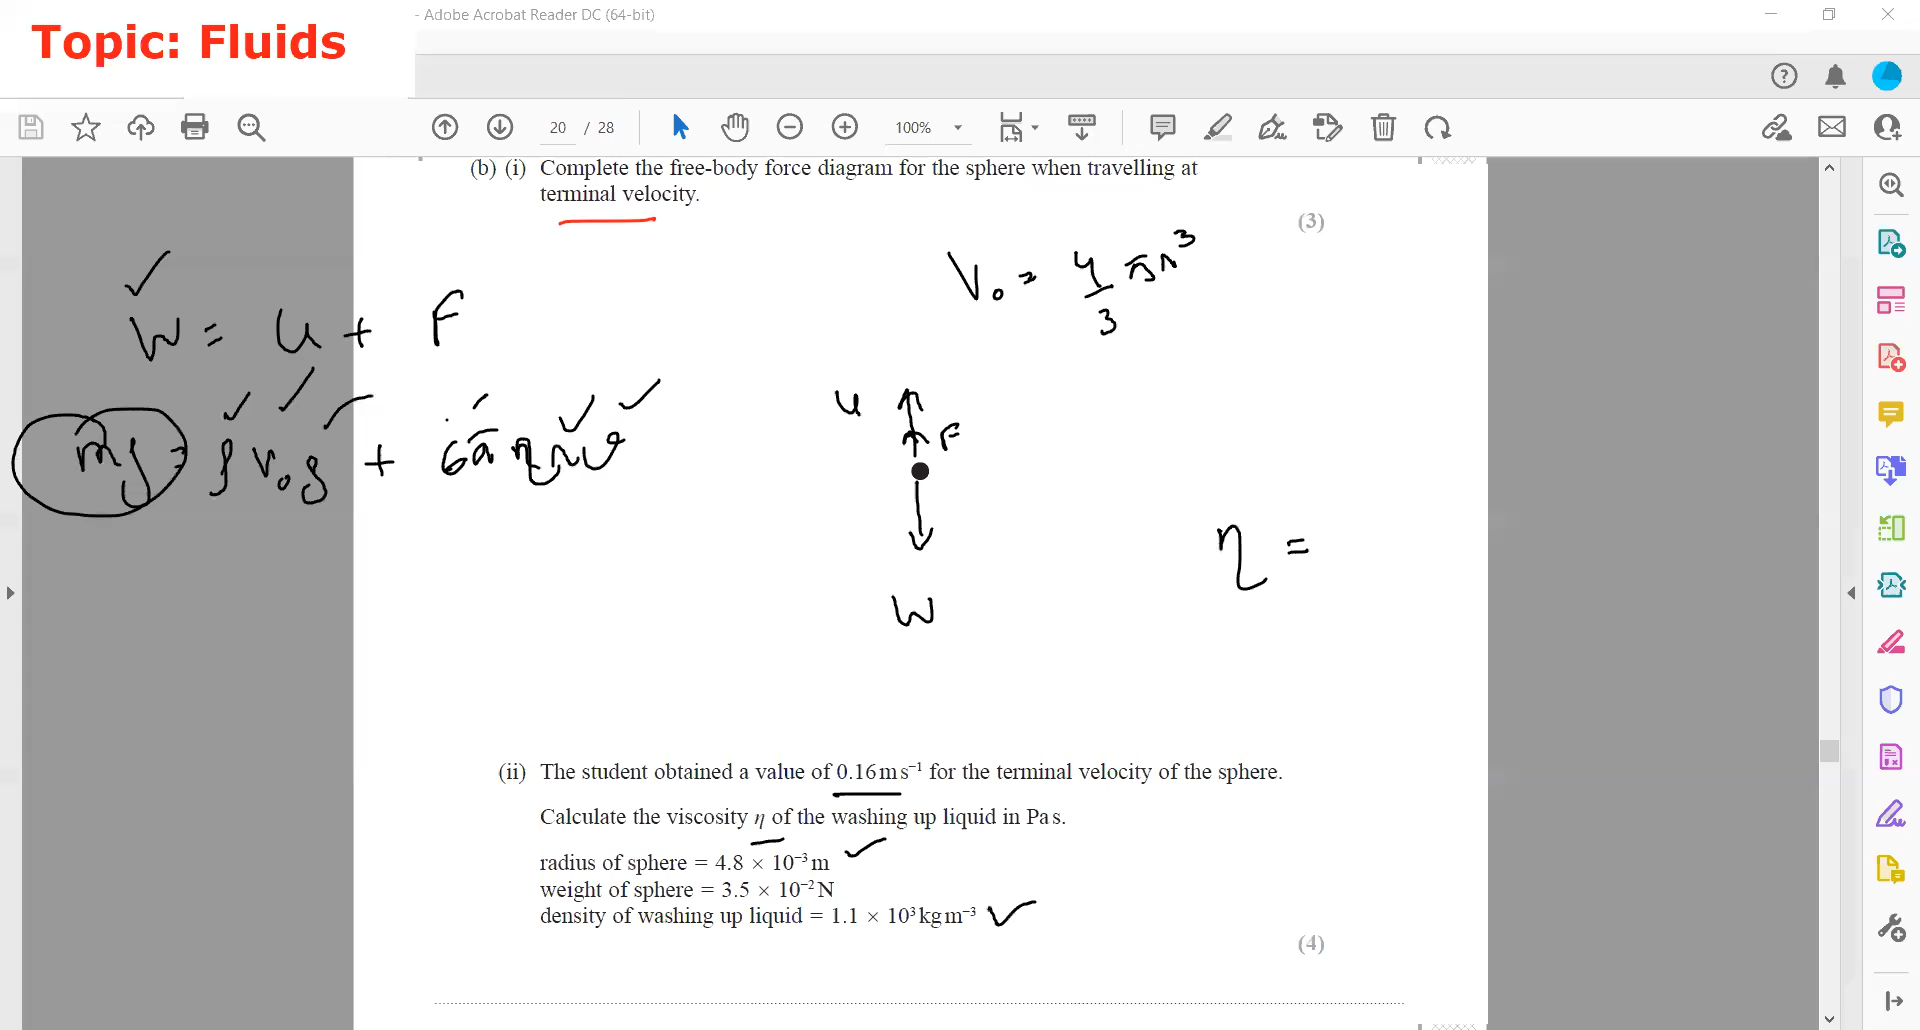 - Adobe Acrobat Reader DC (64-bit)
Topic: Fluids
20 / 28
100%
(b) (i) Complete the free-body force diagram for the sphere when travelling at
terminal velocity.
(3)
V₀ = 4/3 πr³
W = U + F
mg = ρV₀g + 6πηrv
U
F
W
η =
(ii) The student obtained a value of 0.16 m s⁻¹ for the terminal velocity of the sphere.
Calculate the viscosity η of the washing up liquid in Pa s.
radius of sphere = 4.8 × 10⁻³ m
weight of sphere = 3.5 × 10⁻² N
density of washing up liquid = 1.1 × 10³ kg m⁻³
(4)